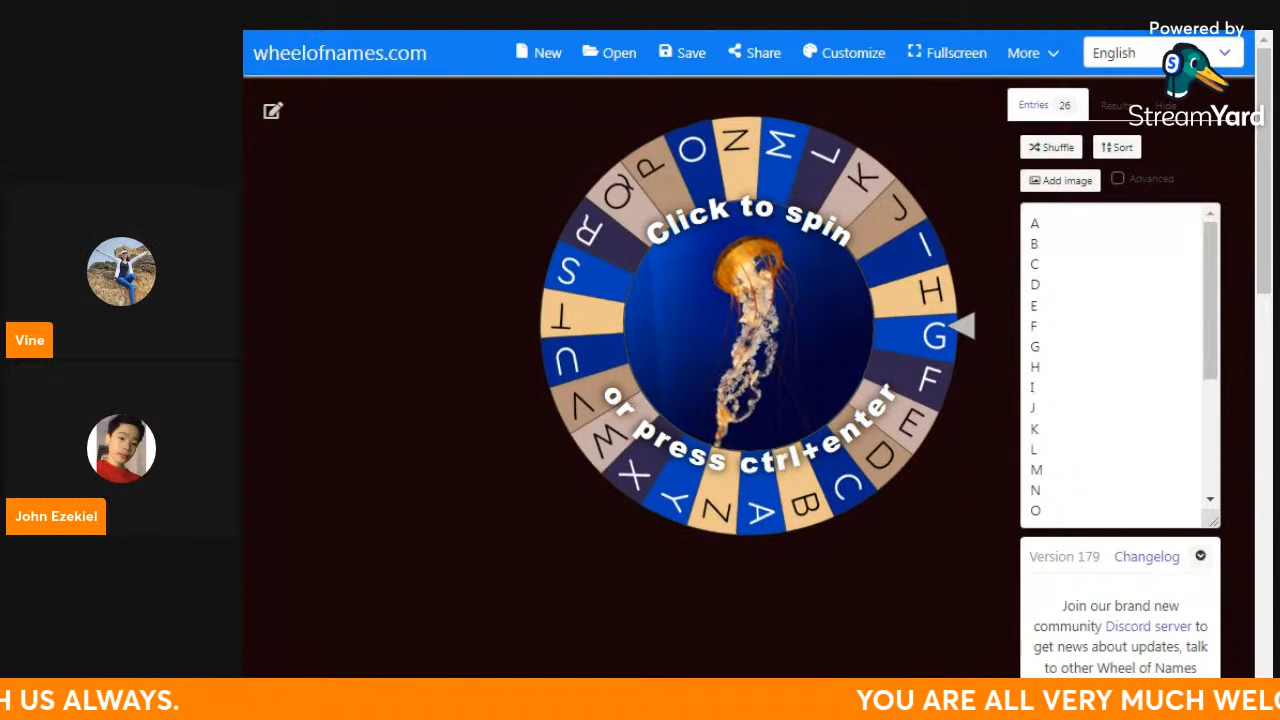 Powered by
StreamYard
wheelofnames.com
New
Open
Save
Share
Customize
Fullscreen
More
English
Entries 26
Results
Hide
Shuffle
Sort
Add image
Advanced
A
B
C
D
E
F
G
H
I
J
K
L
M
N
O
Click to spin
or press ctrl+enter
A
B
C
D
E
F
G
H
I
J
K
L
M
N
O
P
Q
R
S
T
U
V
W
X
Y
Z
Vine
John Ezekiel
Version 179
Changelog
Join our brand new
community Discord server to
get news about updates, talk
to other Wheel of Names
H US ALWAYS.
YOU ARE ALL VERY MUCH WELC